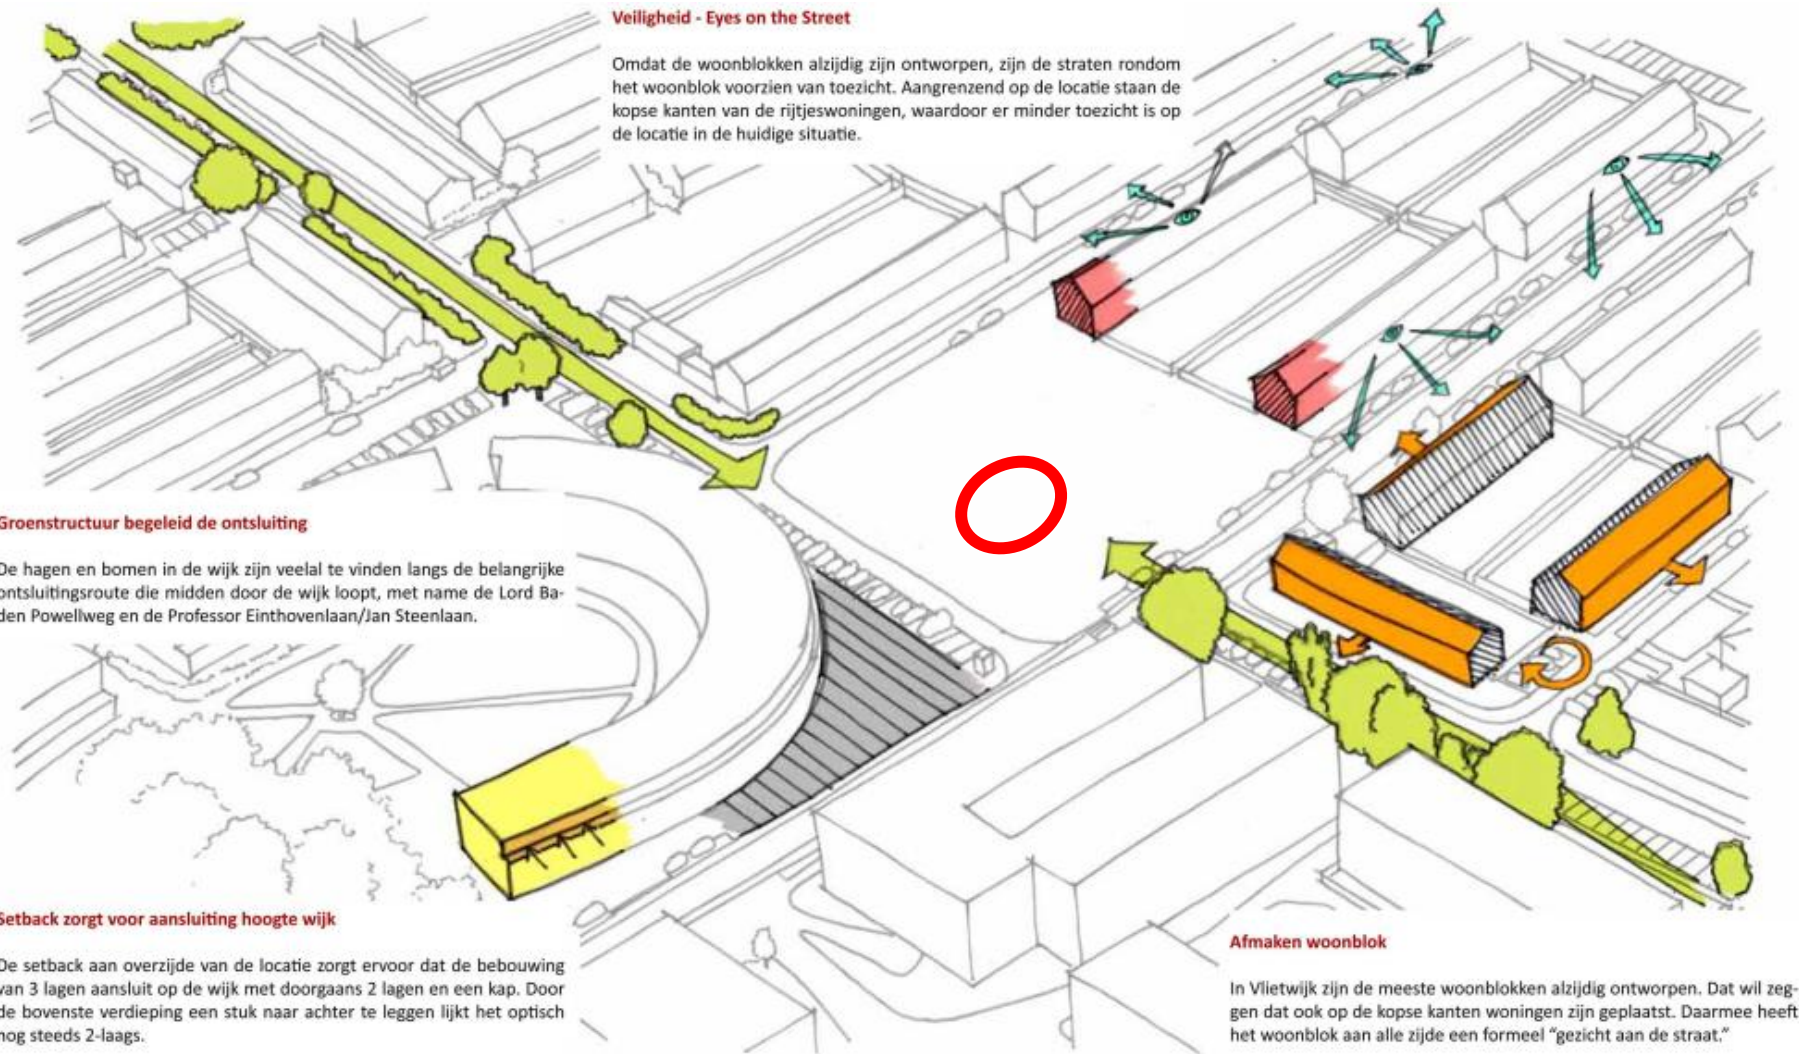 Veiligheid - Eyes on the Street
Omdat de woonblokken alzijdig zijn ontworpen, zijn de straten rondom
het woonblok voorzien van toezicht. Aangrenzend op de locatie staan de
kopse kanten van de rijtjeswoningen, waardoor er minder toezicht is op
de locatie in de huidige situatie.
Groenstructuur begeleid de ontsluiting
De hagen en bomen in de wijk zijn veelal te vinden langs de belangrijke
ontsluitingsroute die midden door de wijk loopt, met name de Lord Ba-
den Powellweg en de Professor Einthovenlaan/Jan Steenlaan.
Setback zorgt voor aansluiting hoogte wijk
De setback aan overzijde van de locatie zorgt ervoor dat de bebouwing
van 3 lagen aansluit op de wijk met doorgaans 2 lagen en een kap. Door
de bovenste verdieping een stuk naar achter te leggen lijkt het optisch
nog steeds 2-laags.
Afmaken woonblok
In Vlietwijk zijn de meeste woonblokken alzijdig ontworpen. Dat wil zeg-
gen dat ook op de kopse kanten woningen zijn geplaatst. Daarmee heeft
het woonblok aan alle zijde een formeel “gezicht aan de straat.”